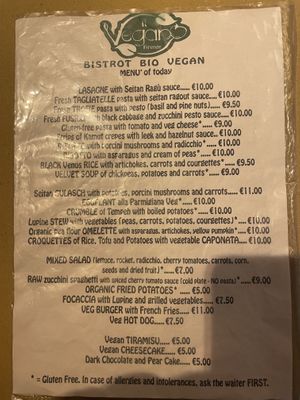 il
Vegano
Firenze
BISTROT BIO VEGAN
MENU' of today
LASAGNE with Seitan Ragù sauce..... €10.00
Fresh TAGLIATELLE pasta with seitan ragout sauce.... €10.00
Fresh TROFIE pasta with pesto (basil and pine nuts)..... €9.50
Fresh FUSILLI with black cabbage and zucchini pesto sauce.... €10.00
Gluten-free pasta with tomato and veg cheese*..... €9.00
Strips of Kamut crepes with leek and hazelnut cream.... €10.00
with porcini mushrooms and radicchio*..... €10.00
with asparagus and cream of peas*.... €10.00
BLACK Venus RICE with artichokes, carrots and courgettes*..... €9.50
VELVET SOUP of chickpeas, potatoes and carrots*..... €9.00
Seitan GULASCH with potatoes, porcini mushrooms and carrots..... €11.00
EGGPLANT alla Parmigiana Veg*.... €10.00
of Tempeh with boiled potatoes*.... €10.00
Lupine STEW with vegetables (peas, carrots, potatoes, courgettes)*.... €10.00
Organic pea flour OMELETTE with asparagus, artichokes, yellow pumpkin*.... €10.00
CROQUETTES of Rice, Tofu and Potatoes with vegetable CAPONATA.... €10.00
MIXED SALAD (lettuce, rocket, radicchio, cherry tomatoes, carrots, corn,
seeds and dried fruit)*.... €7.00
RAW zucchini spaghetti with spiced cherry tomato sauce (cold plate - NO pasta)*..... €9.00
ORGANIC FRIED POTATOES*.... €5.00
FOCACCIA with Lupine and grilled vegetables..... €7.50
VEG BURGER with French Fries..... €11.00
Veg HOT DOG..... €7.50
Vegan TIRAMISU..... €5.00
Vegan CHEESECAKE..... €5.00
Dark Chocolate and Pear Cake..... €5.00
* = Gluten Free. In case of allergies and intolerances, ask the waiter FIRST.